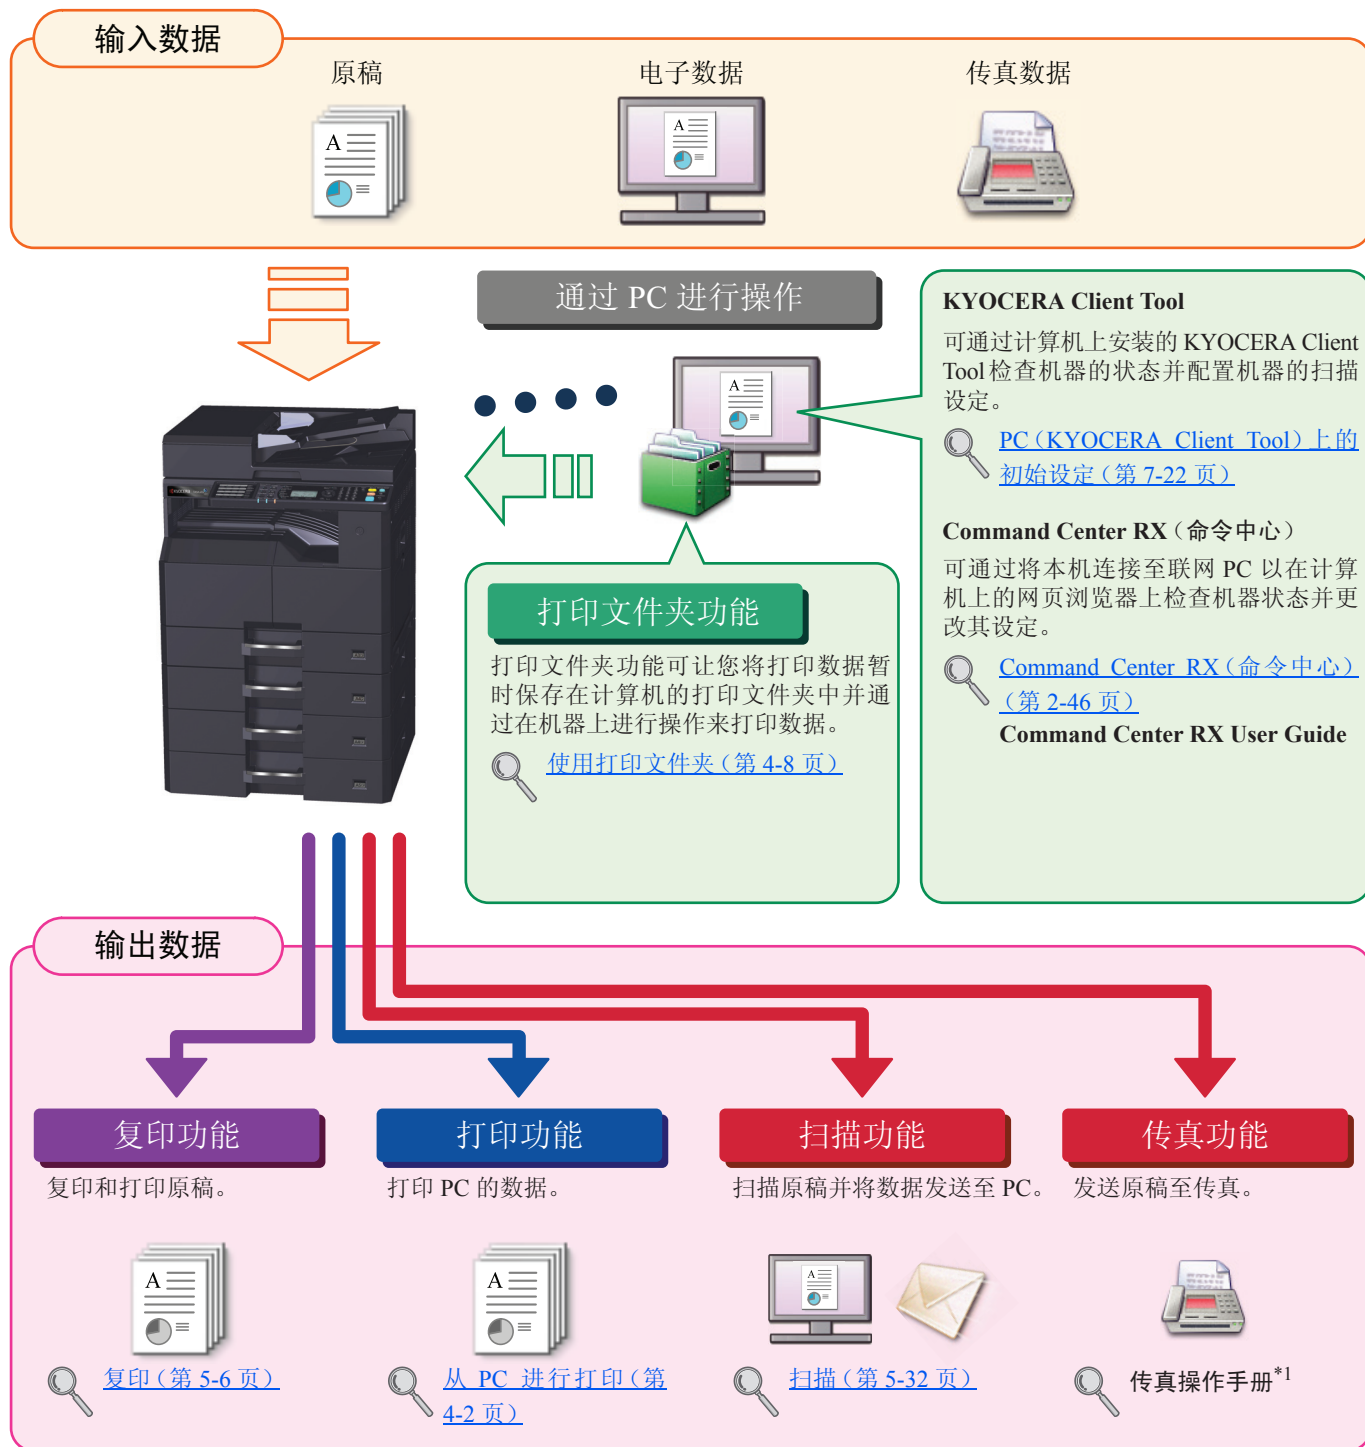 输入数据
原稿
电子数据
传真数据
A
A
通过 PC 进行操作
A
KYOCERA
KYOCERA Client Tool
可通过计算机上安装的 KYOCERA Client
Tool 检查机器的状态并配置机器的扫描
设定。
PC（KYOCERA Client Tool）上的
初始设定（第 7-22 页）
Command Center RX（命令中心）
可通过将本机连接至联网 PC 以在计算
机上的网页浏览器上检查机器状态并更
改其设定。
Command Center RX（命令中心）
（第 2-46 页）
Command Center RX User Guide
打印文件夹功能
打印文件夹功能可让您将打印数据暂
时保存在计算机的打印文件夹中并通
过在机器上进行操作来打印数据。
使用打印文件夹（第 4-8 页）
输出数据
复印功能
复印和打印原稿。
A
复印（第 5-6 页）
打印功能
打印 PC 的数据。
A
从 PC 进行打印（第
4-2 页）
扫描功能
扫描原稿并将数据发送至 PC。
A
扫描（第 5-32 页）
传真功能
发送原稿至传真。
传真操作手册*1